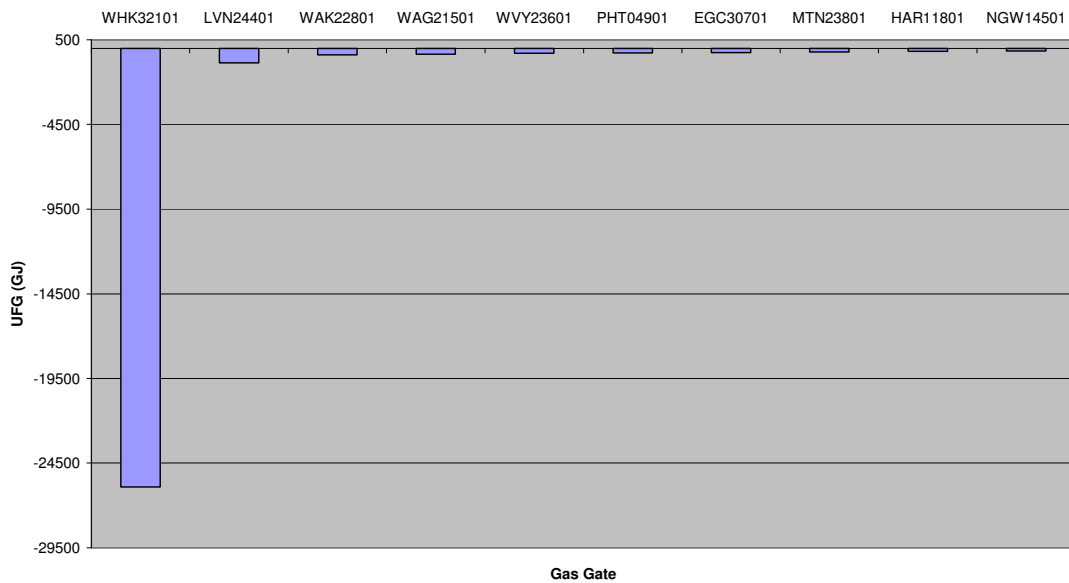 WHK32101 LVN24401 WAK22801 WAG21501 WVY23601 PHT04901 EGC30701 MTN23801 HAR11801 NGW14501
500
-4500
-9500
-14500
-19500
-24500
-29500
UFG (GJ)
Gas Gate